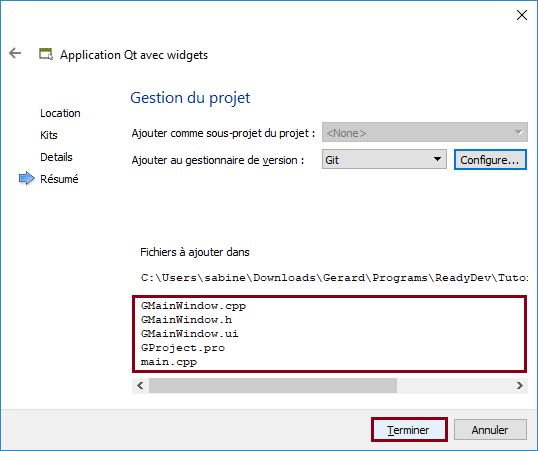 Application Qt avec widgets
Gestion du projet
Location
Kits
Details
Résumé
Ajouter comme sous-projet du projet : <None>
Ajouter au gestionnaire de version : Git Configure...
Fichiers à ajouter dans
C:\Users\sabine\Downloads\Gerard\Programs\ReadyDev\Tuto
GMainWindow.cpp
GMainWindow.h
GMainWindow.ui
GProject.pro
main.cpp
Terminer Annuler